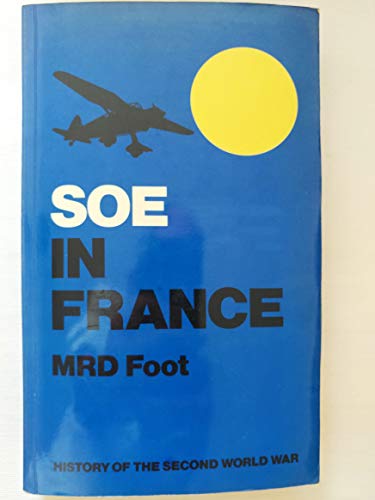 SOE
IN
FRANCE
MRD Foot
HISTORY OF THE SECOND WORLD WAR